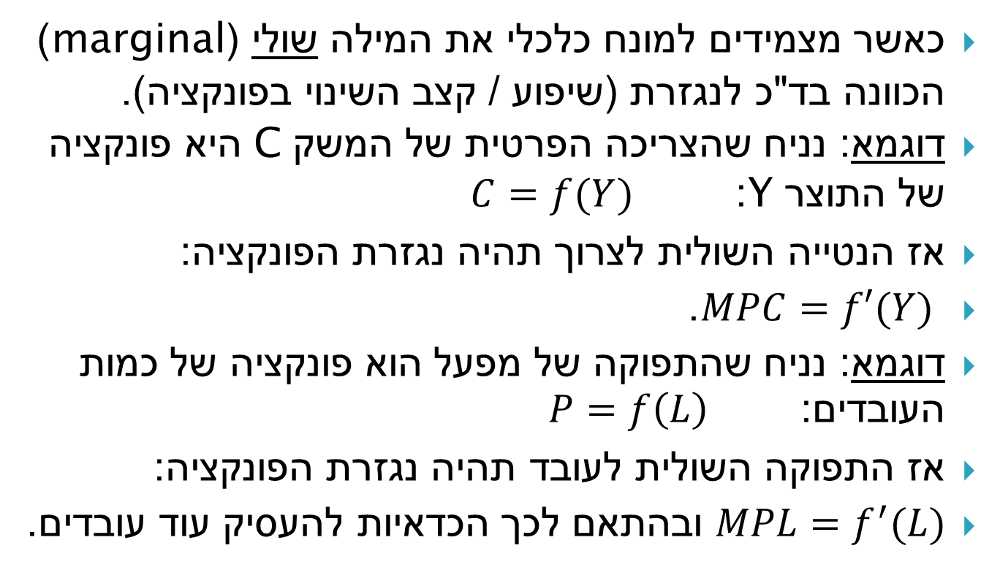 כאשר מצמידים למונח כלכלי את המילה שולי (marginal)
הכוונה בד"כ לנגזרת (שיפוע / קצב השינוי בפונקציה).
דוגמא: נניח שהצריכה הפרטית של המשק C היא פונקציה
של התוצר Y: C = f(Y)
אז הנטייה השולית לצרוך תהיה נגזרת הפונקציה:
MPC = f′(Y).
דוגמא: נניח שהתפוקה של מפעל הוא פונקציה של כמות
העובדים: P = f(L)
אז התפוקה השולית לעובד תהיה נגזרת הפונקציה:
MPL = f′(L) ובהתאם לכך הכדאיות להעסיק עוד עובדים.